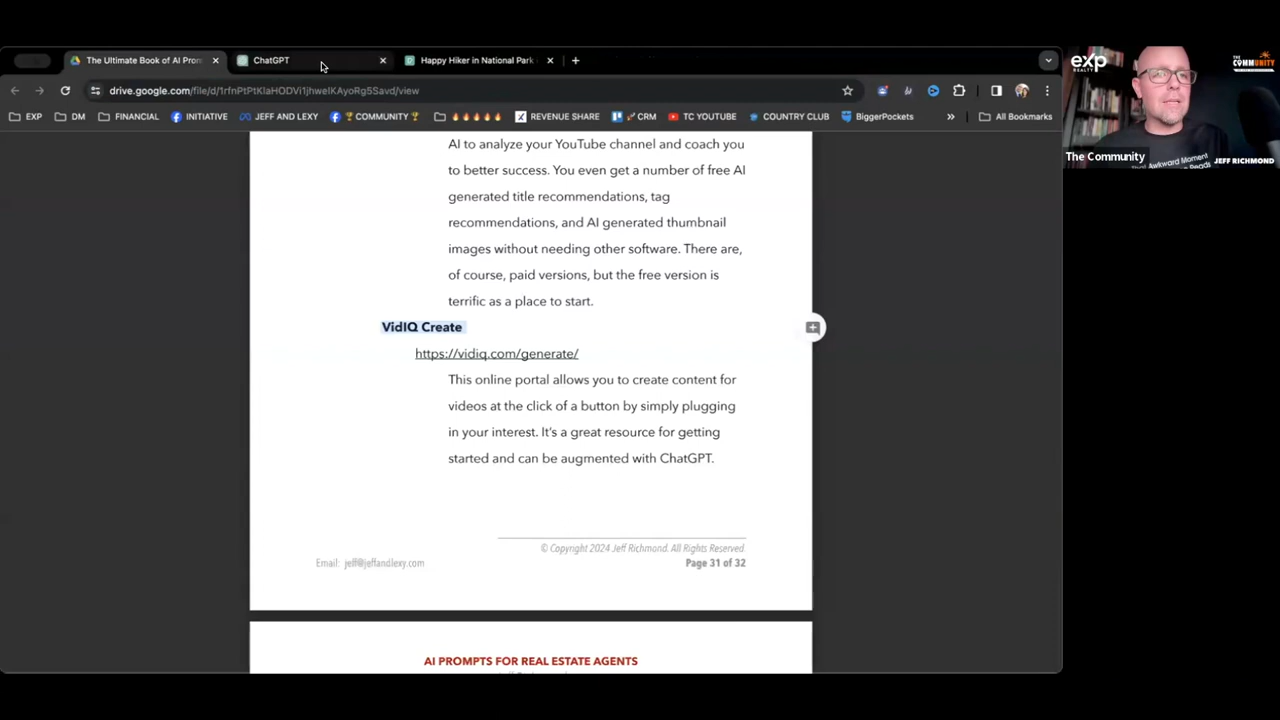 The Ultimate Book of AI Prom
ChatGPT
Happy Hiker in National Park
drive.google.com/file/d/1rfnPtPtKlaHODVi1jhweIKAyoRg5Savd/view
EXP
DM
FINANCIAL
INITIATIVE
JEFF AND LEXY
COMMUNITY
REVENUE SHARE
CRM
TC YOUTUBE
COUNTRY CLUB
BiggerPockets
All Bookmarks
AI to analyze your YouTube channel and coach you
to better success. You even get a number of free AI
generated title recommendations, tag
recommendations, and AI generated thumbnail
images without needing other software. There are,
of course, paid versions, but the free version is
terrific as a place to start.
VidIQ Create
https://vidiq.com/generate/
This online portal allows you to create content for
videos at the click of a button by simply plugging
in your interest. It's a great resource for getting
started and can be augmented with ChatGPT.
© Copyright 2024 Jeff Richmond. All Rights Reserved.
Email: jeff@jeffandlexy.com
Page 31 of 32
AI PROMPTS FOR REAL ESTATE AGENTS
exp
REALTY
THE
COMMUNITY
The Community
Awkward Moment
JEFF RICHMOND